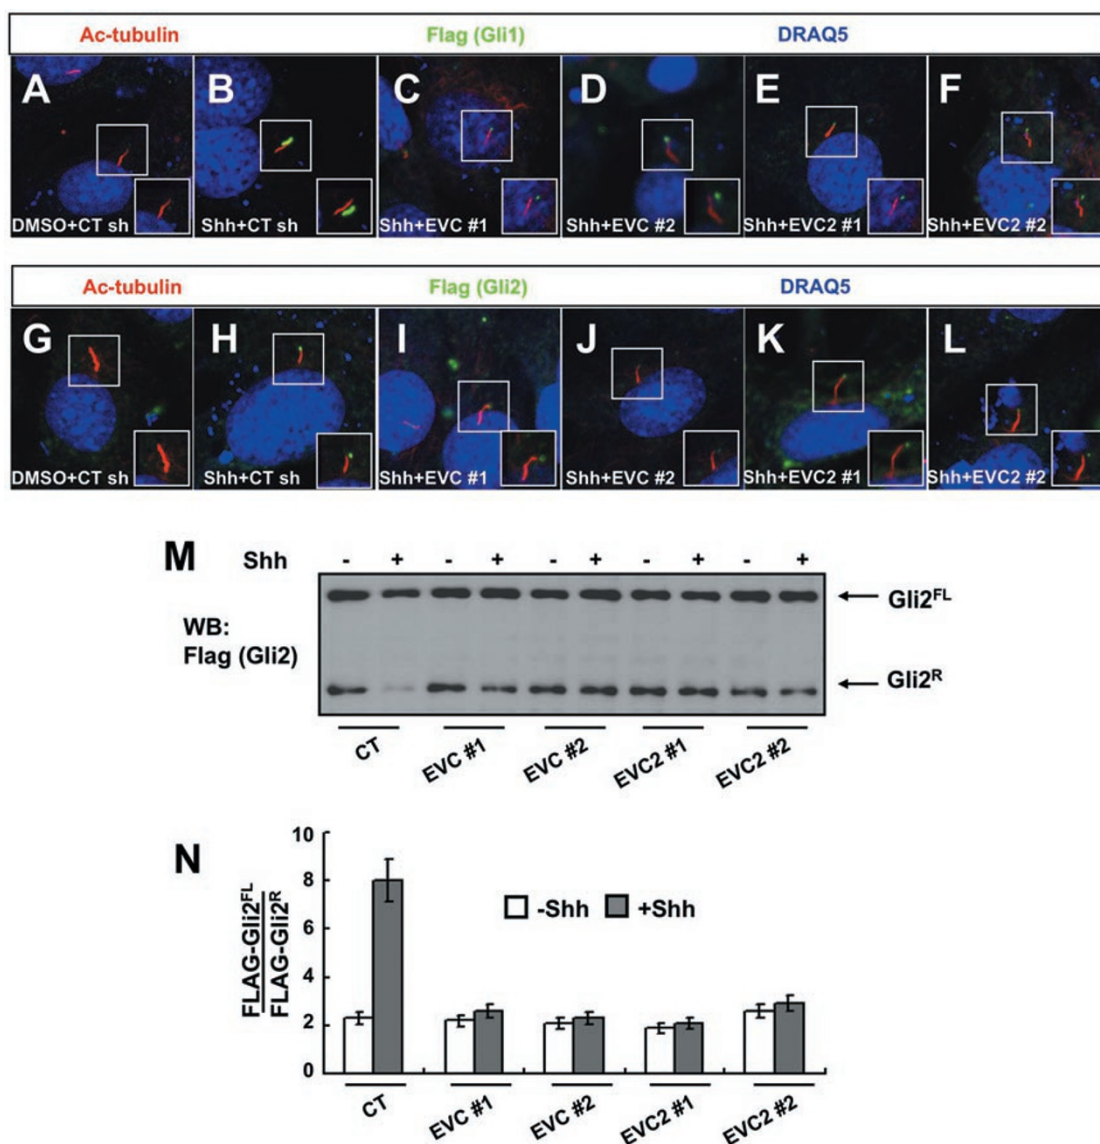 Ac-tubulin Flag (Gli1) DRAQ5
A B C D E F
DMSO+CT sh Shh+CT sh Shh+EVC #1 Shh+EVC #2 Shh+EVC2 #1 Shh+EVC2 #2
Ac-tubulin Flag (Gli2) DRAQ5
G H I J K L
DMSO+CT sh Shh+CT sh Shh+EVC #1 Shh+EVC #2 Shh+EVC2 #1 Shh+EVC2 #2
M Shh - + - + - + - + - +
Gli2FL
WB:
Flag (Gli2)
Gli2R
CT EVC #1 EVC #2 EVC2 #1 EVC2 #2
N
FLAG-Gli2FL
FLAG-Gli2R
10
8
6
4
2
0
-Shh +Shh
CT EVC #1 EVC #2 EVC2 #1 EVC2 #2